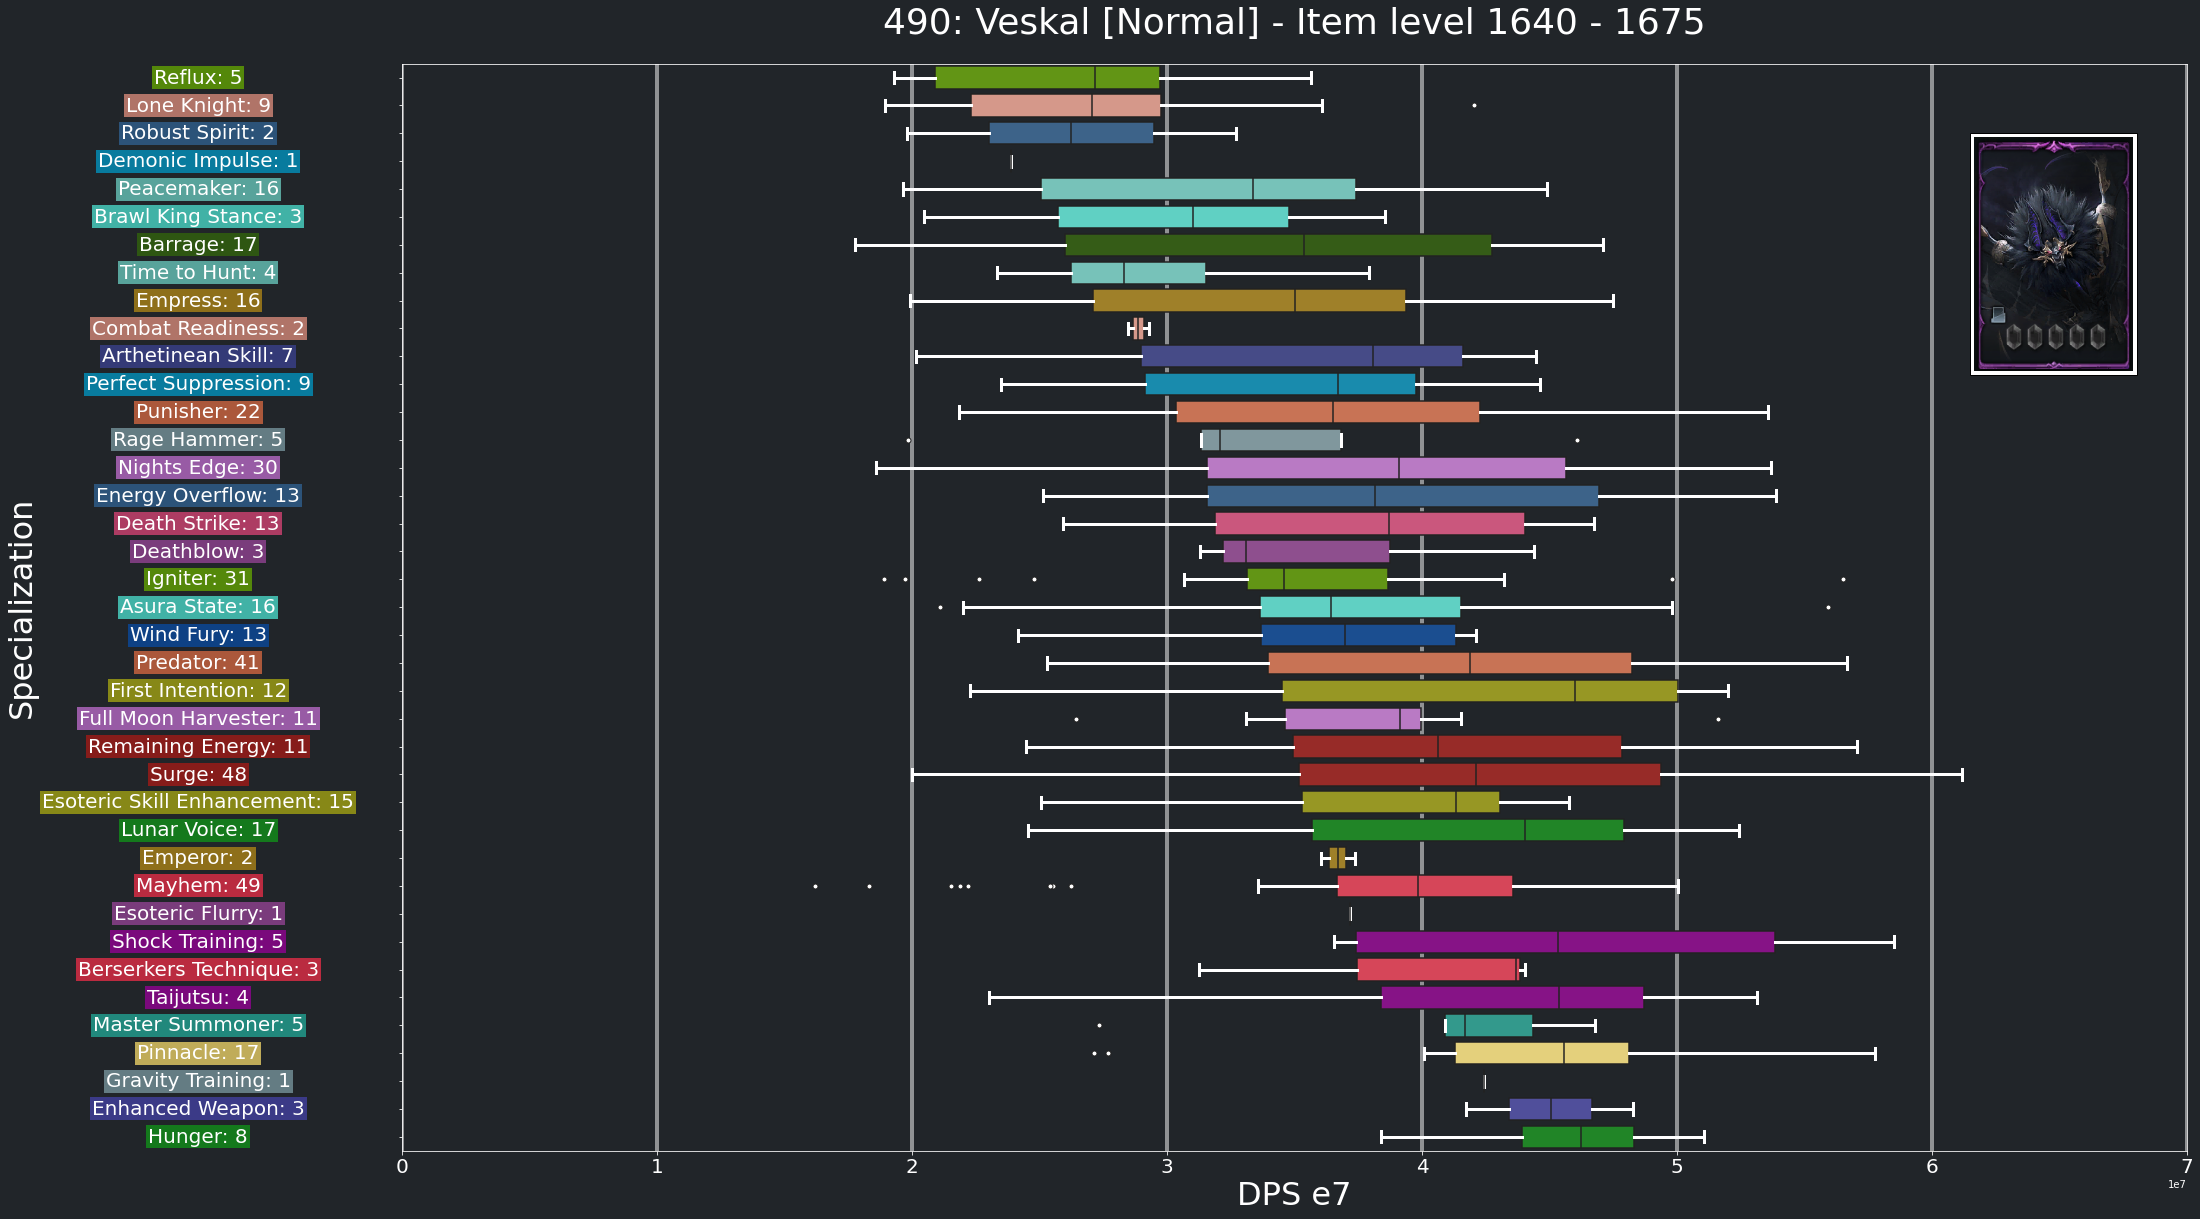 490: Veskal [Normal] - Item level 1640 - 1675
Specialization
Reflux: 5
Lone Knight: 9
Robust Spirit: 2
Demonic Impulse: 1
Peacemaker: 16
Brawl King Stance: 3
Barrage: 17
Time to Hunt: 4
Empress: 16
Combat Readiness: 2
Arthetinean Skill: 7
Perfect Suppression: 9
Punisher: 22
Rage Hammer: 5
Nights Edge: 30
Energy Overflow: 13
Death Strike: 13
Deathblow: 3
Igniter: 31
Asura State: 16
Wind Fury: 13
Predator: 41
First Intention: 12
Full Moon Harvester: 11
Remaining Energy: 11
Surge: 48
Esoteric Skill Enhancement: 15
Lunar Voice: 17
Emperor: 2
Mayhem: 49
Esoteric Flurry: 1
Shock Training: 5
Berserkers Technique: 3
Taijutsu: 4
Master Summoner: 5
Pinnacle: 17
Gravity Training: 1
Enhanced Weapon: 3
Hunger: 8
0 1 2 3 4 5 6 7
1e7
DPS e7